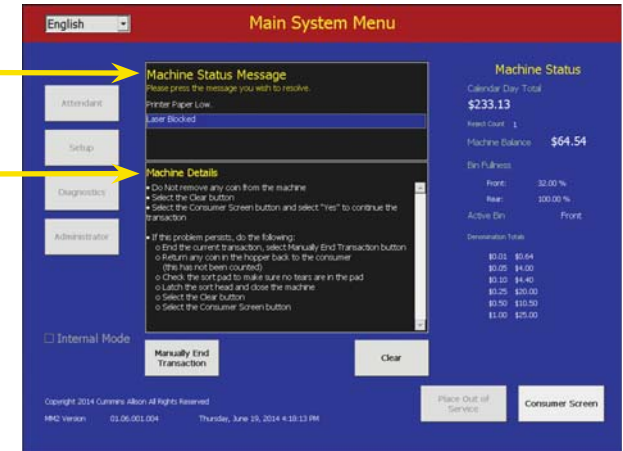 English
Main System Menu
Machine Status Message
Please press the message you wish to resolve.
Printer Paper Low.
Laser Blocked
Machine Details
• Do Not remove any coin from the machine
• Select the Clear button
• Select the Consumer Screen button and select "Yes" to continue the
transaction
• If this problem persists, do the following:
o End the current transaction, select Manually End Transaction button
o Return any coin in the hopper back to the consumer
(this has not been counted)
o Check the sort pad to make sure no tears are in the pad
o Latch the sort head and close the machine
o Select the Clear button
o Select the Consumer Screen button
Attendant
Setup
Diagnostics
Administrator
Internal Mode
Manually End
Transaction
Clear
Machine Status
Calendar Day Total
$233.13
Reject Count 1
Machine Balance $64.54
Bin Fullness
Front: 32.00 %
Rear: 100.00 %
Active Bin Front
Denomination Totals
$0.01 $0.64
$0.05 $4.00
$0.10 $4.40
$0.25 $20.00
$0.50 $10.50
$1.00 $25.00
Place Out of
Service
Consumer Screen
Copyright 2014 Cummins Allison All Rights Reserved
MM2 Version 01.06.001.004 Thursday, June 19, 2014 4:18:13 PM